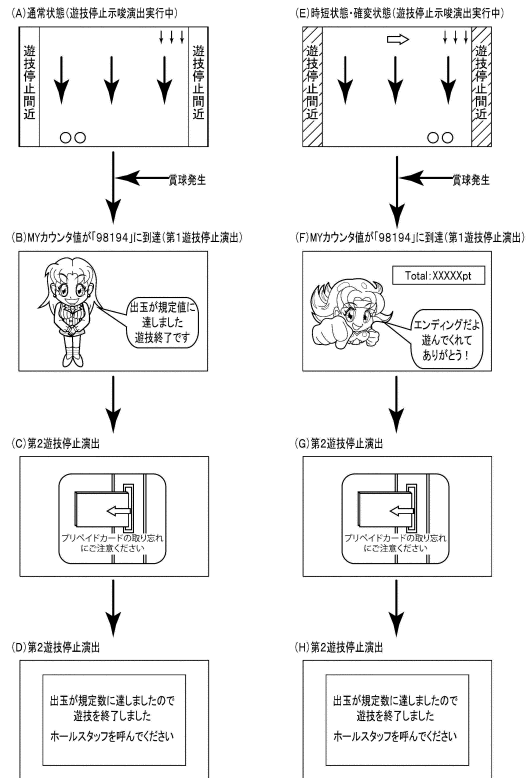 (A)通常状態(遊技停止示唆演出実行中)
遊技停止間近
遊技停止間近
賞球発生
(B)MYカウンタ値が「98194」に到達(第1遊技停止演出)
出玉が規定値に
達しました
遊技終了です
(C)第2遊技停止演出
プリペイドカードの取り忘れ
にご注意ください
(D)第2遊技停止演出
出玉が規定数に達しましたので
遊技を終了しました
ホールスタッフを呼んでください
(E)時短状態・確変状態(遊技停止示唆演出実行中)
遊技停止間近
遊技停止間近
賞球発生
(F)MYカウンタ値が「98194」に到達(第1遊技停止演出)
Total:XXXXXpt
エンディングだよ
遊んでくれて
ありがとう!
(G)第2遊技停止演出
プリペイドカードの取り忘れ
にご注意ください
(H)第2遊技停止演出
出玉が規定数に達しましたので
遊技を終了しました
ホールスタッフを呼んでください